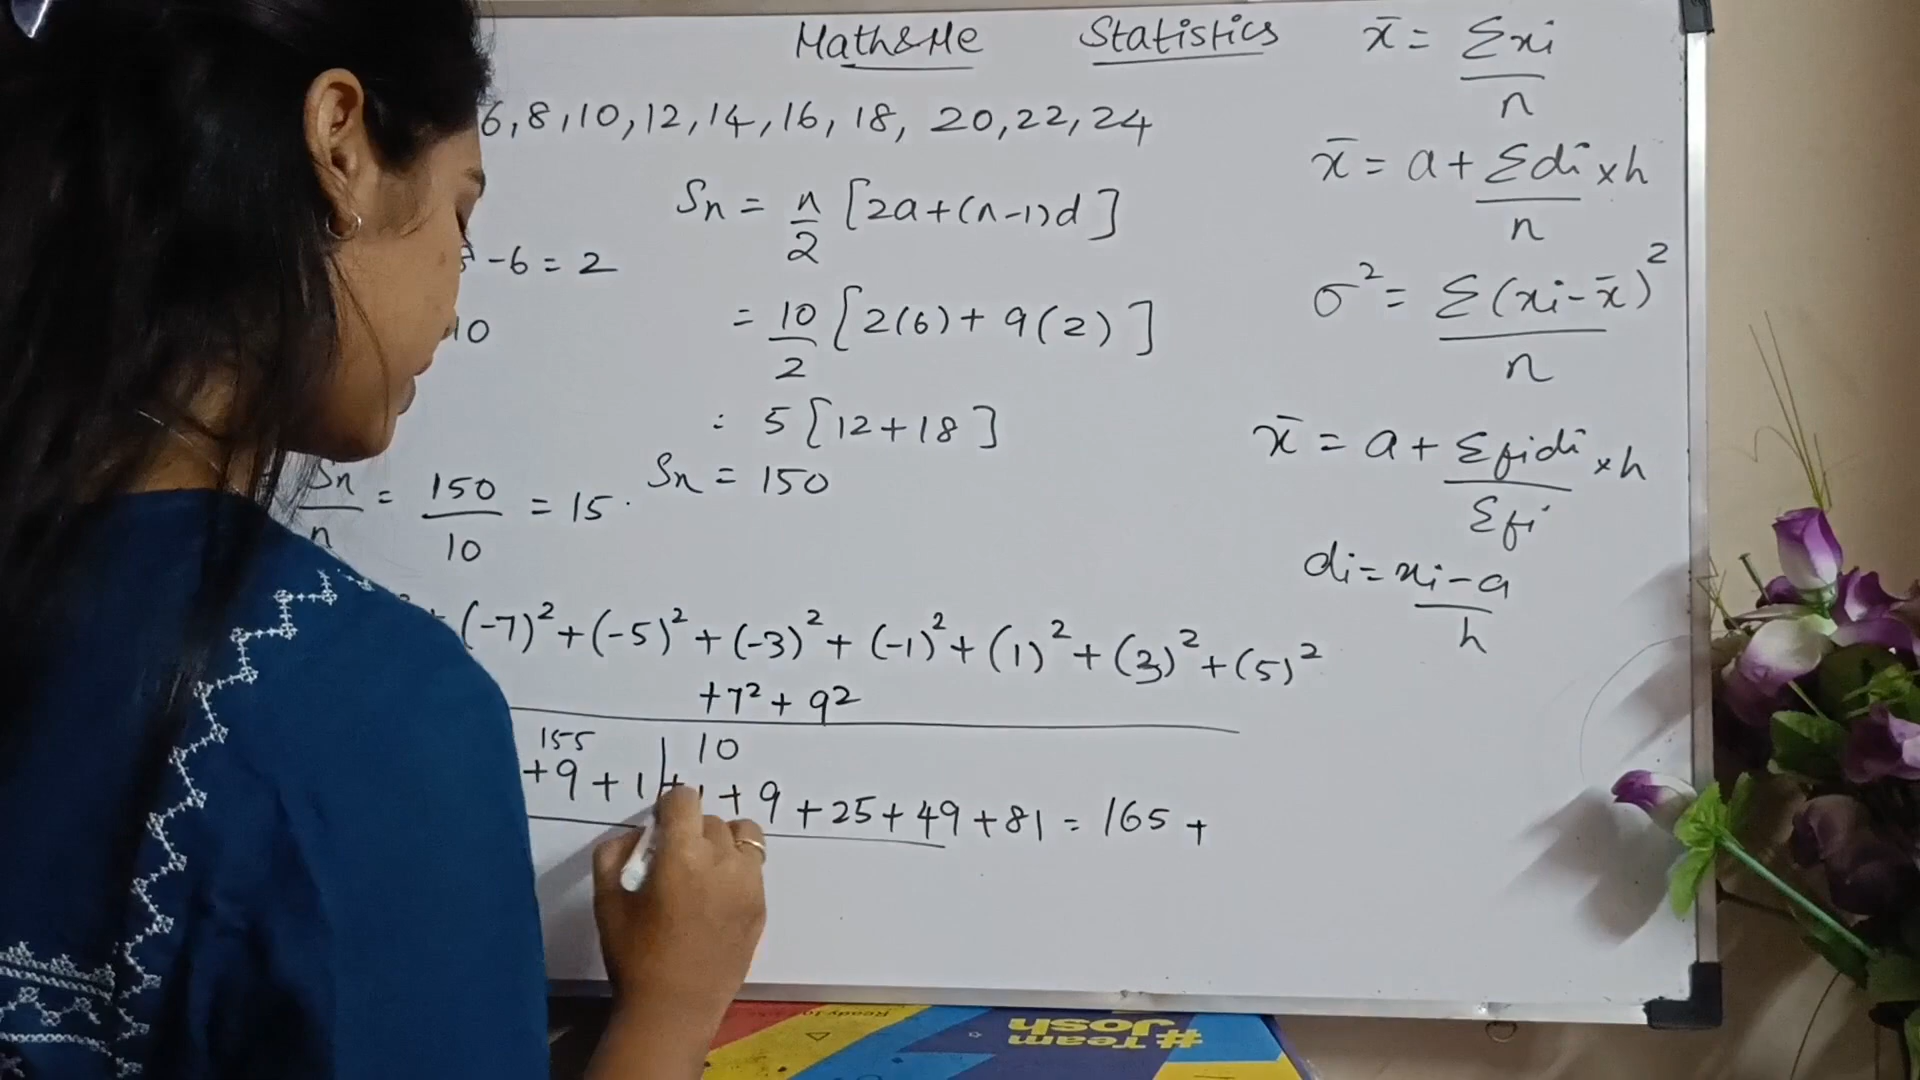 Math&Me Statistics
6, 8, 10, 12, 14, 16, 18, 20, 22, 24
-6 = 2
10
Sn = n/2 [2a+(n-1)d]
= 10/2 [2(6) + 9(2)]
: 5 [12+18]
Sn = 150
Sn/n = 150/10 = 15.
(-7)² + (-5)² + (-3)² + (-1)² + (1)² + (3)² + (5)²
+7² + 9²
155 10
+9 + 1 + 1 + 9 + 25 + 49 + 81 = 165 +
x̄ = Σxi/n
x̄ = a + Σdi/n × h
σ² = Σ(xi - x̄)²/n
x̄ = a + Σfidi/Σfi × h
di = xi - a/h
#Team
Josh